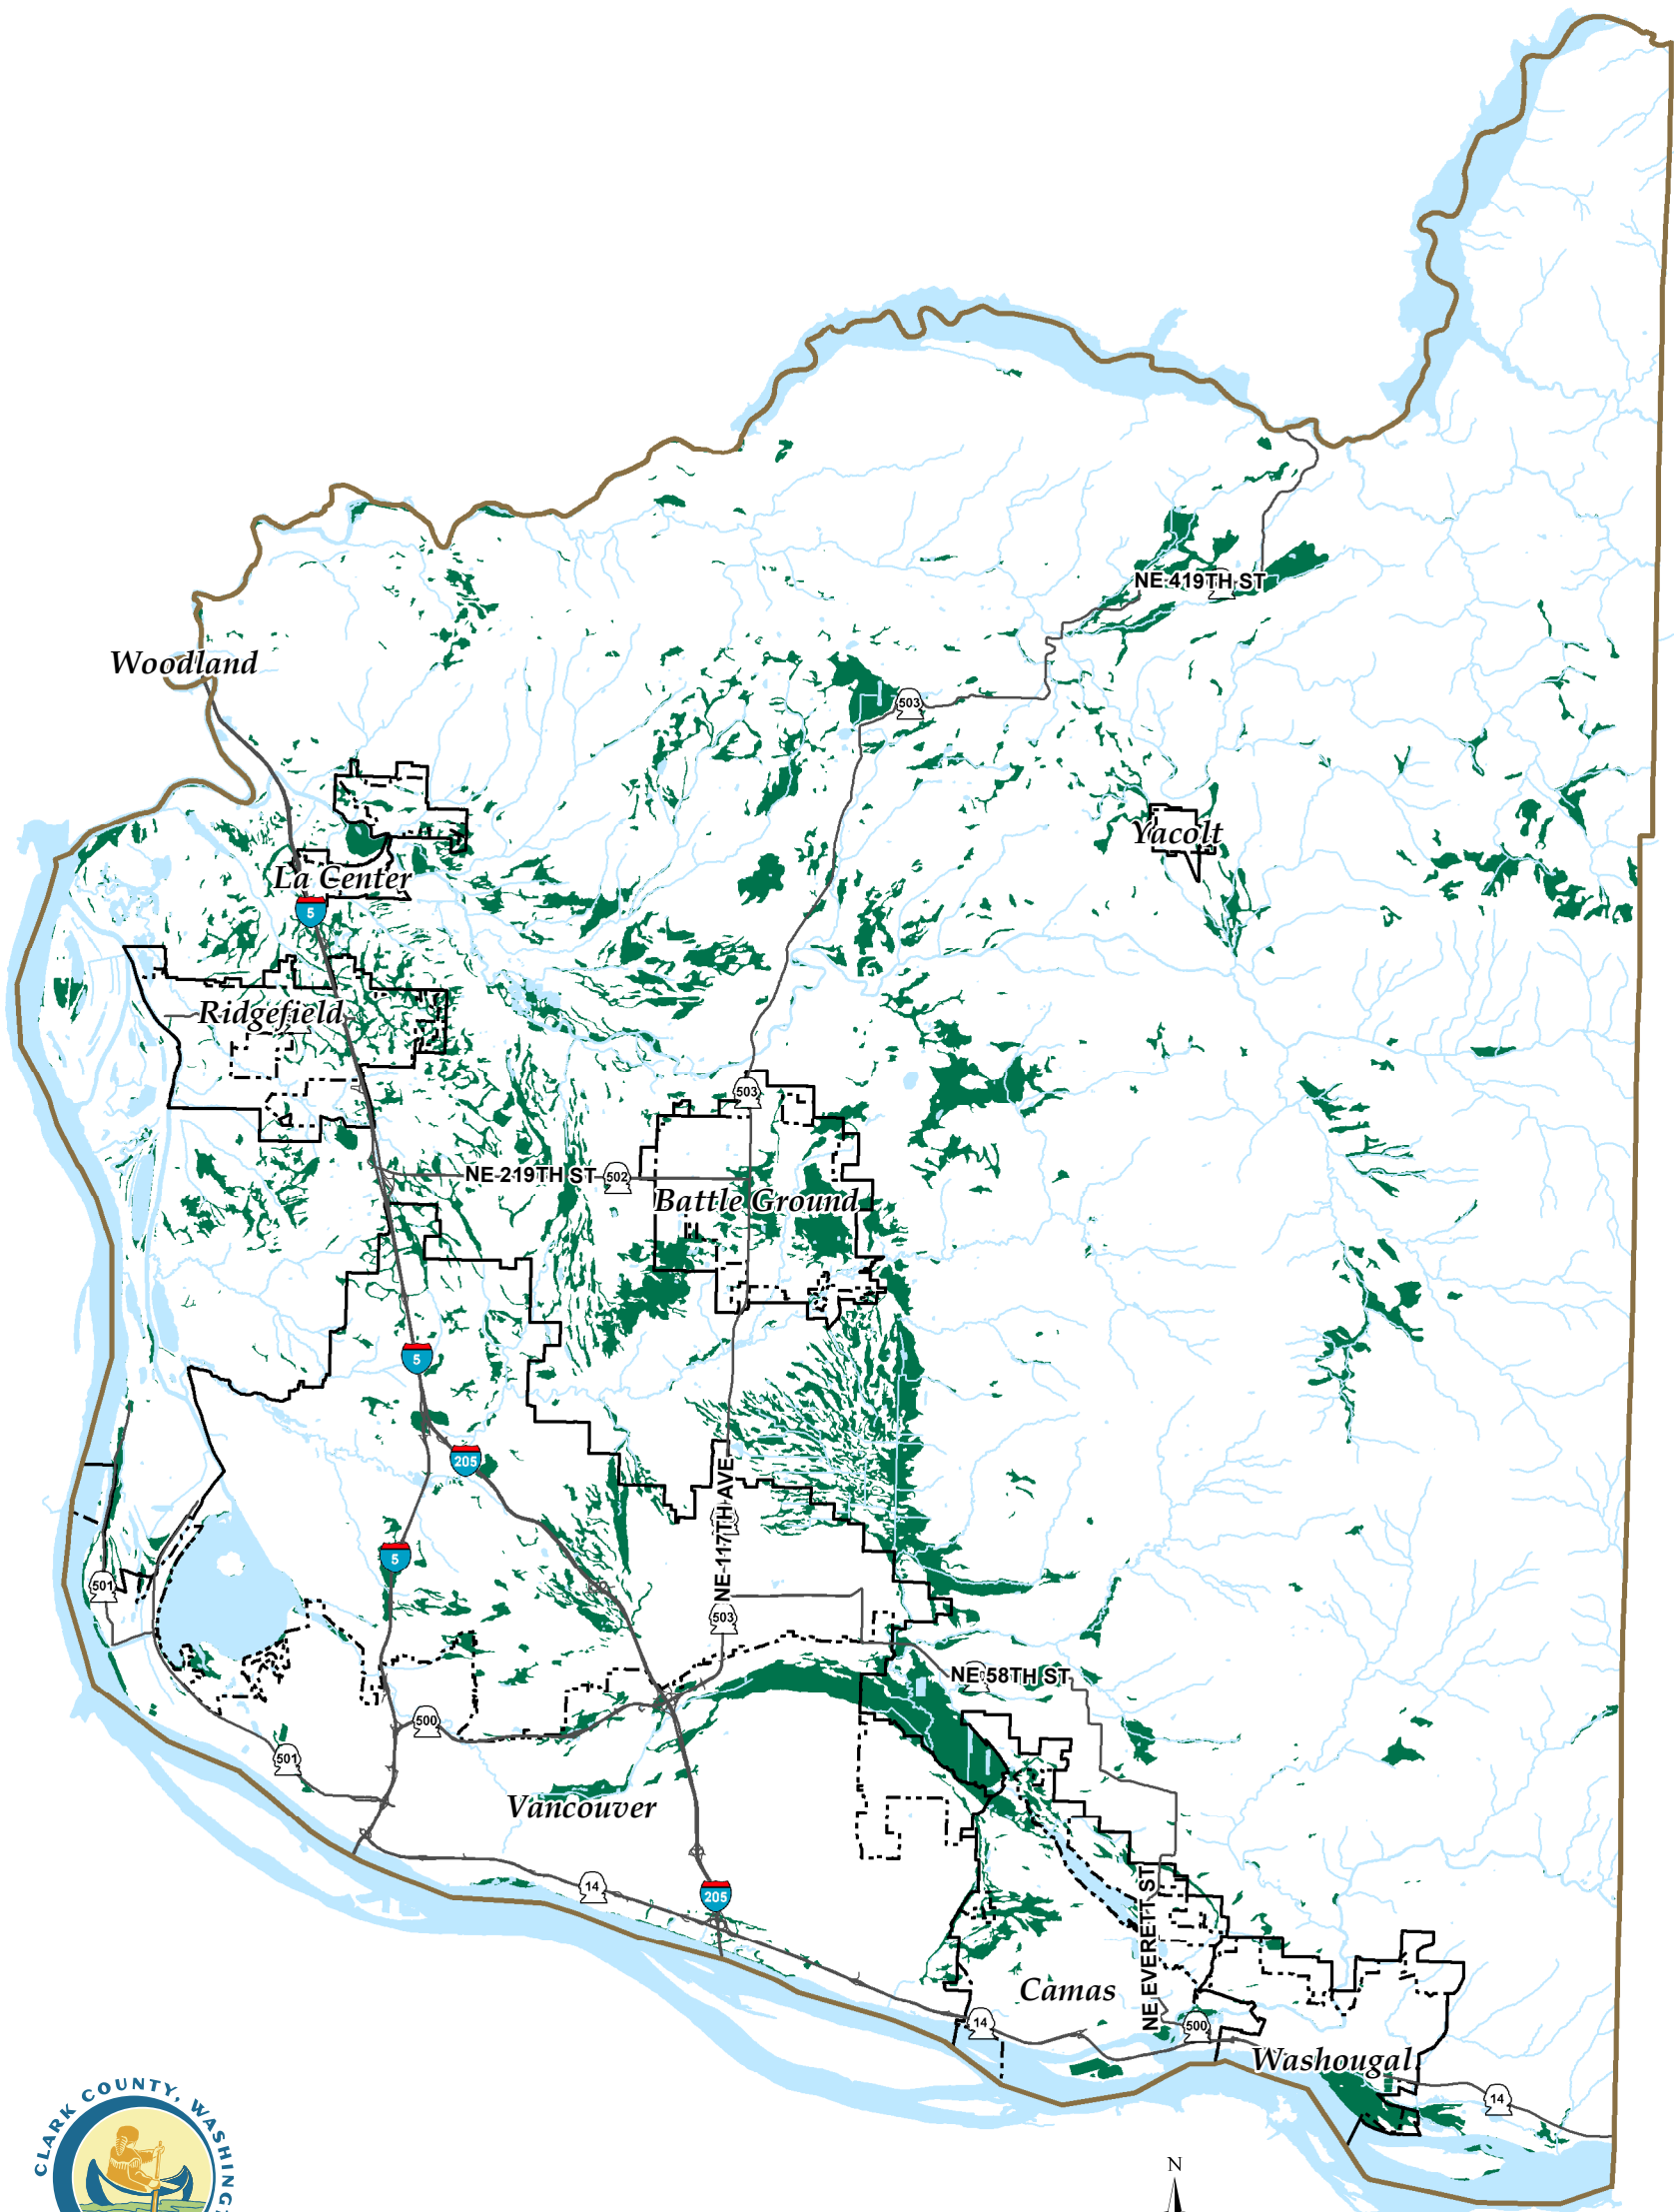 NE 419TH ST
Woodland
503
Yacolt
La Center
5
Ridgefield
503
NE 219TH ST
502
Battle Ground
5
205
NE 117TH AVE
5
501
503
NE 58TH ST
500
501
Vancouver
14
205
NE EVERETT ST
Camas
14
500
Washougal
14
CLARK COUNTY, WASHING
N